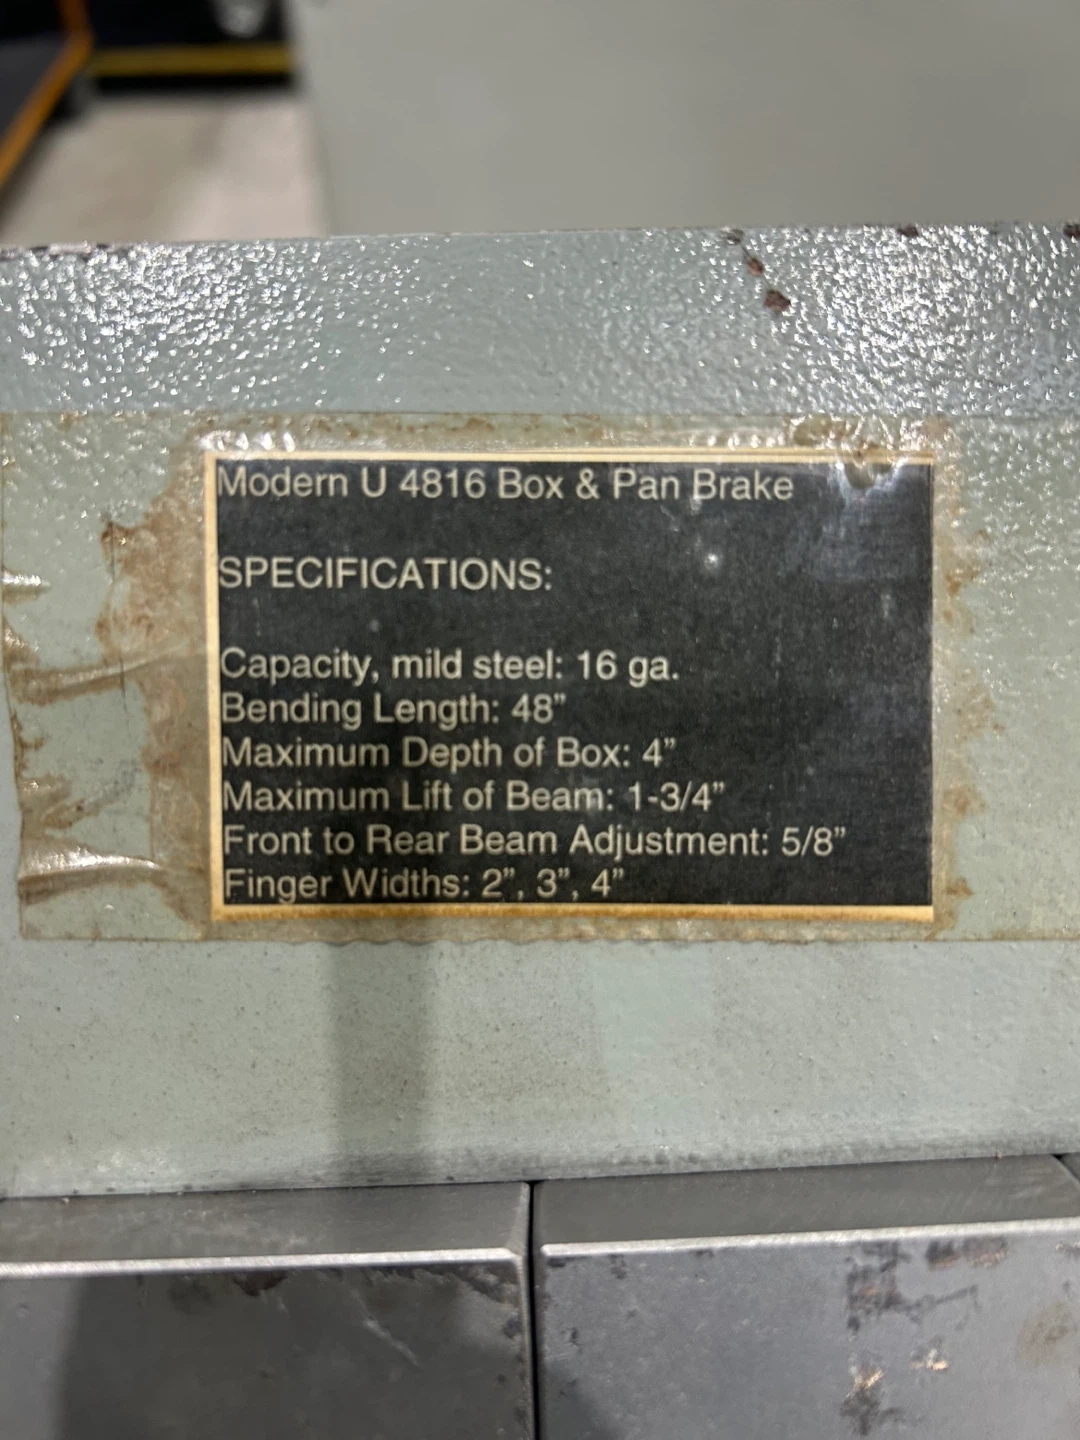 Modern U 4816 Box & Pan Brake
SPECIFICATIONS:
Capacity, mild steel: 16 ga.
Bending Length: 48”
Maximum Depth of Box: 4”
Maximum Lift of Beam: 1-3/4”
Front to Rear Beam Adjustment: 5/8”
Finger Widths: 2”, 3”, 4”